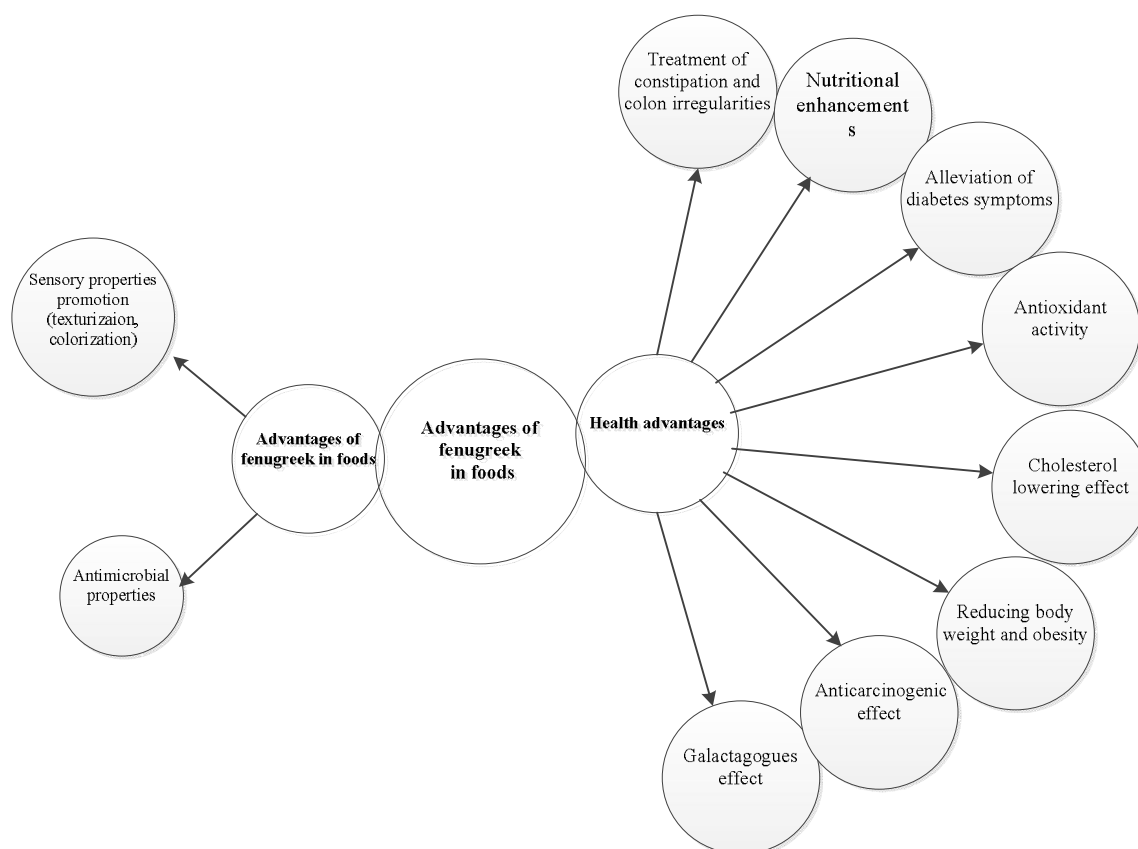 Treatment of
constipation and
colon irregularities
Nutritional
enhancement
s
Alleviation of
diabetes symptoms
Antioxidant
activity
Cholesterol
lowering effect
Reducing body
weight and obesity
Anticarcinogenic
effect
Galactagogues
effect
Health advantages
Advantages of
fenugreek
in foods
Advantages of
fenugreek in foods
Sensory properties
promotion
(texturizaion,
colorization)
Antimicrobial
properties